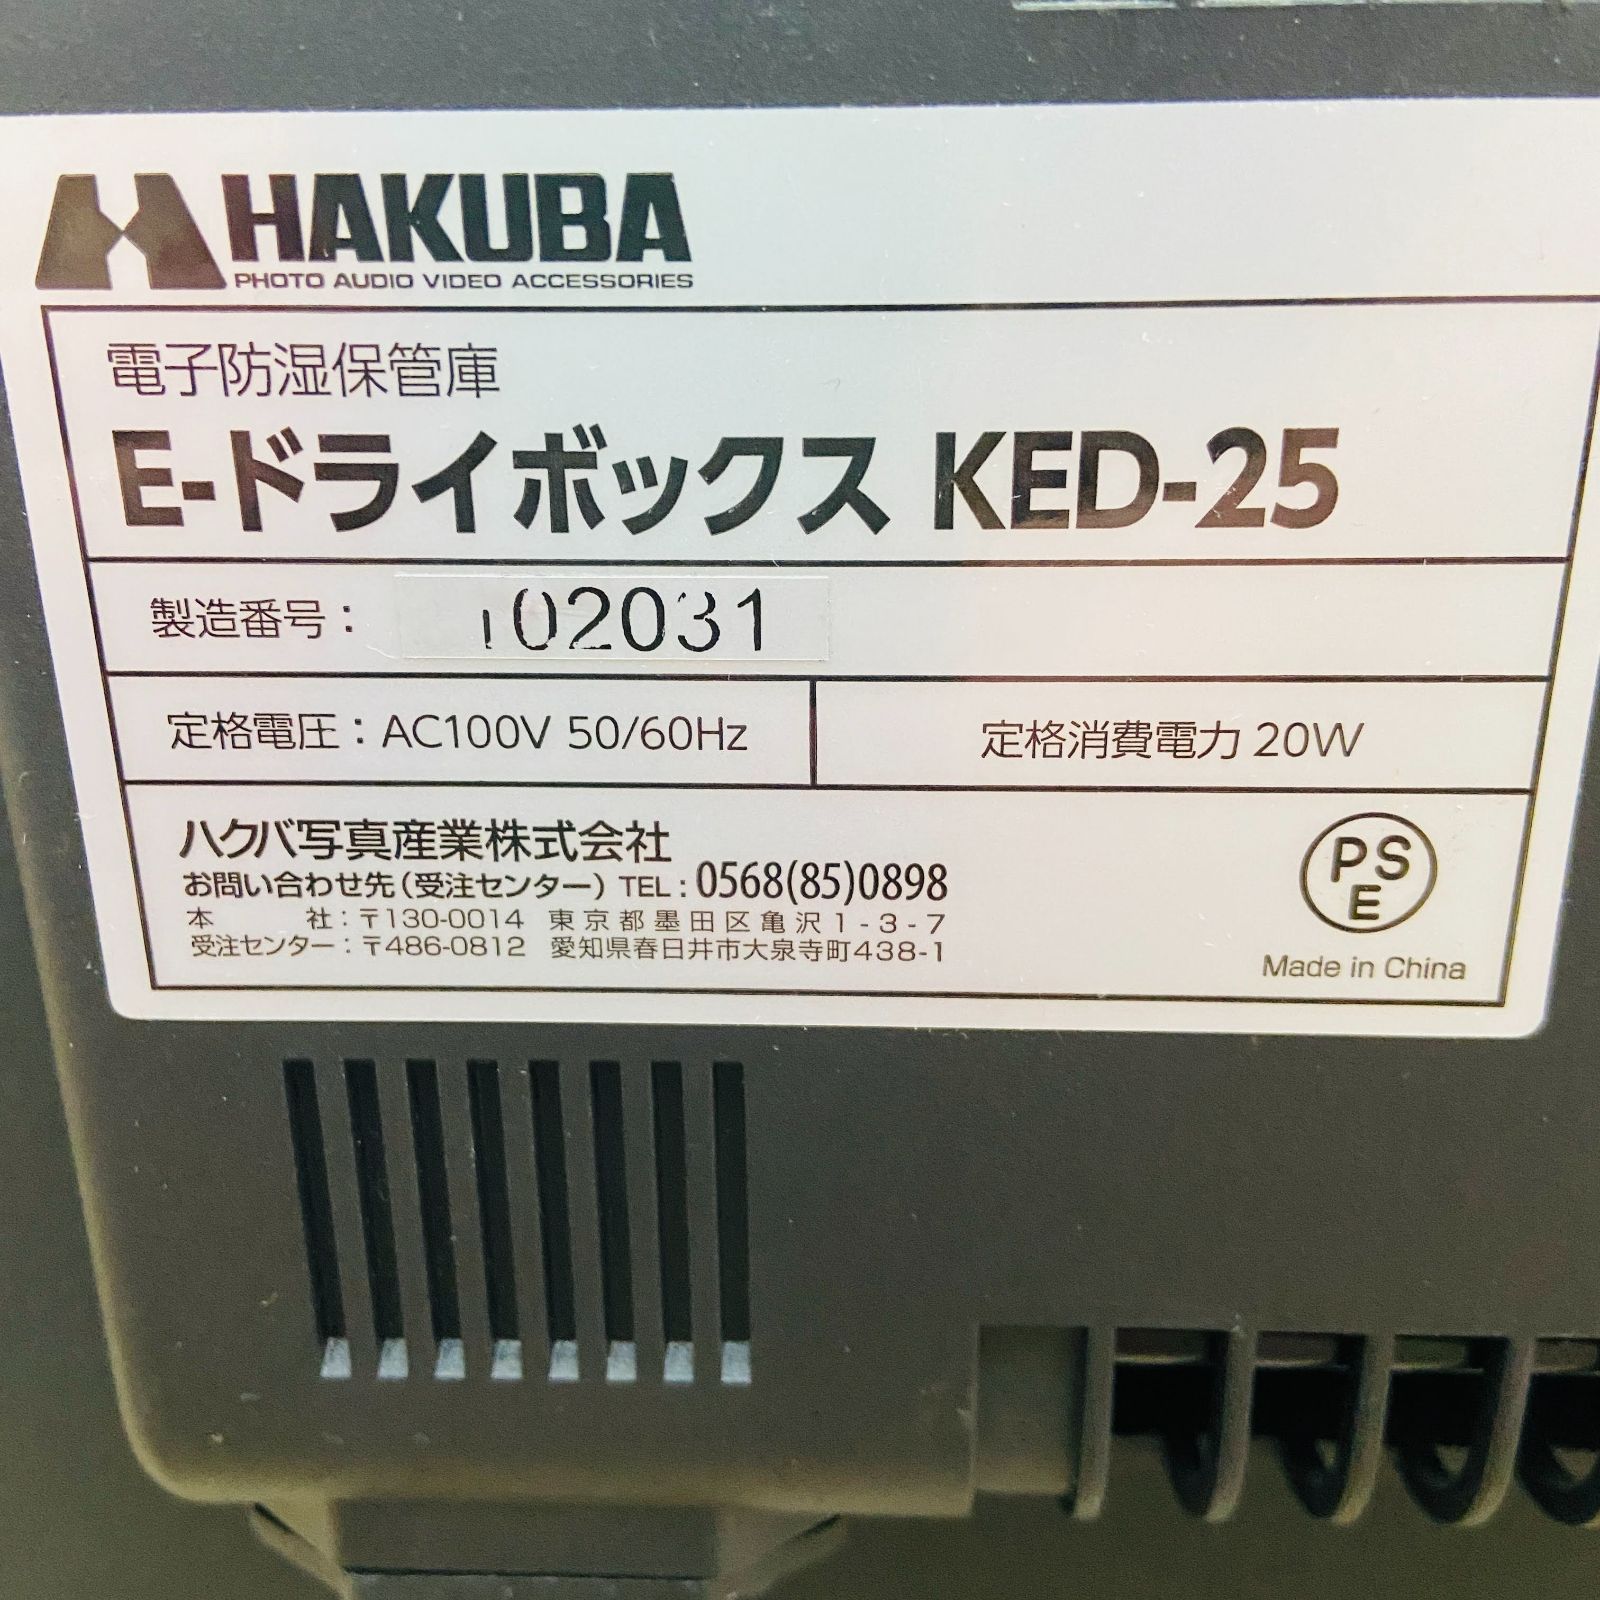 HAKUBA
PHOTO AUDIO VIDEO ACCESSORIES
電子防湿保管庫
E-ドライボックス KED-25
製造番号： 102031
定格電圧：AC100V 50/60Hz
定格消費電力 20W
ハクバ写真産業株式会社
お問い合わせ先（受注センター）TEL：0568(85)0898
本　　　社：〒130-0014　東京都墨田区亀沢1-3-7
受注センター：〒486-0812　愛知県春日井市大泉寺町438-1
PS
E
Made in China